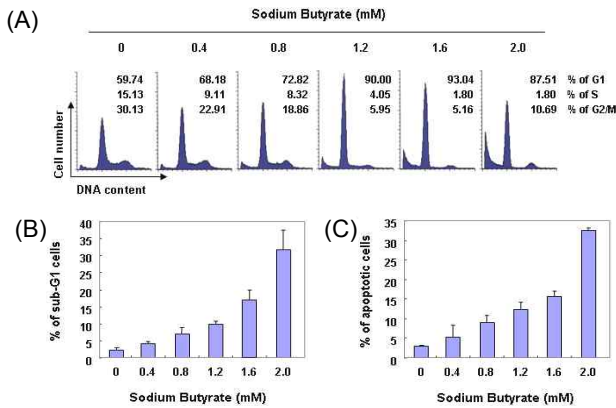 (A)
Sodium Butyrate (mM)
0 0.4 0.8 1.2 1.6 2.0
59.74 68.18 72.82 90.00 93.04 87.51 % of G1
15.13 9.11 8.32 4.05 1.80 1.80 % of S
30.13 22.91 18.86 5.95 5.16 10.69 % of G2/M
Cell number
DNA content
(B)
% of sub-G1 cells
40
35
30
25
20
15
10
5
0
0 0.4 0.8 1.2 1.6 2.0
Sodium Butyrate (mM)
(C)
% of apoptotic cells
35
30
25
20
15
10
5
0
0 0.4 0.8 1.2 1.6 2.0
Sodium Butyrate (mM)